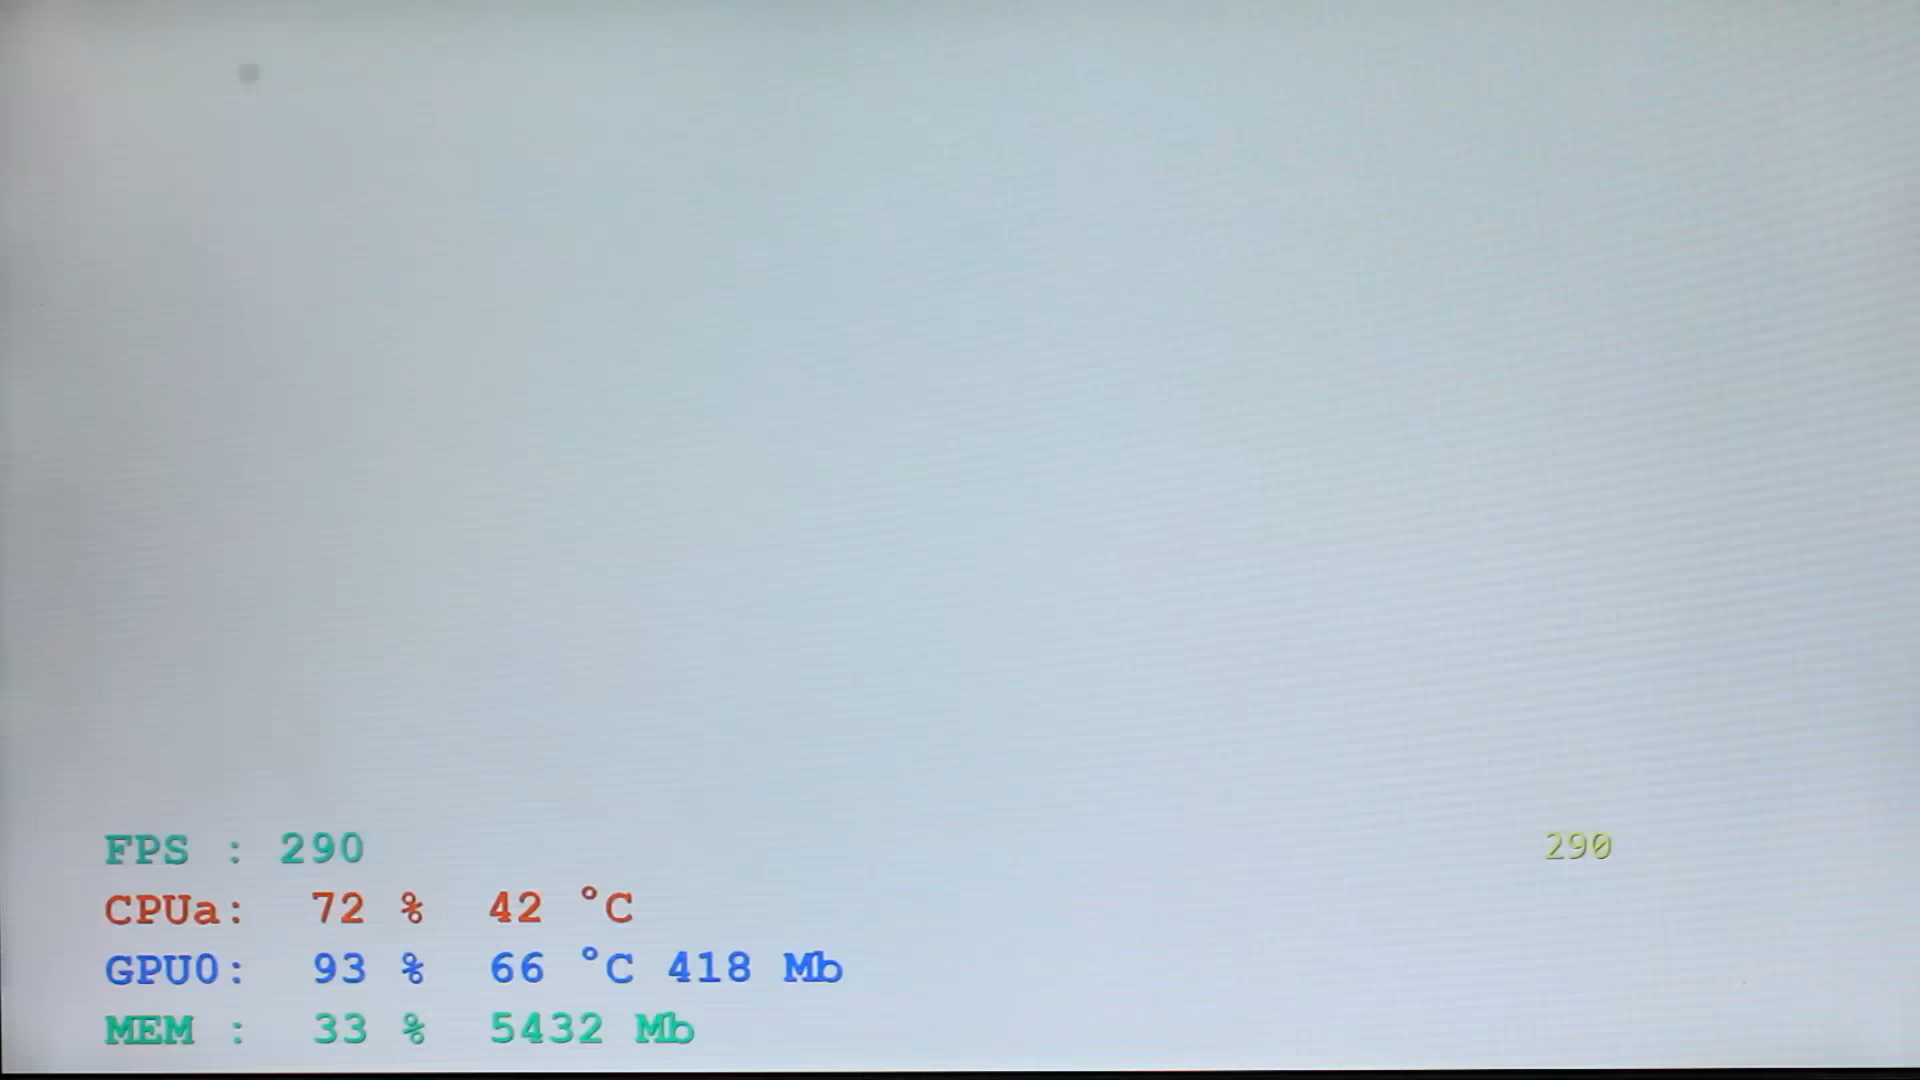 FPS : 290 290
CPUa: 72 % 42 °C
GPU0: 93 % 66 °C 418 Mb
MEM : 33 % 5432 Mb